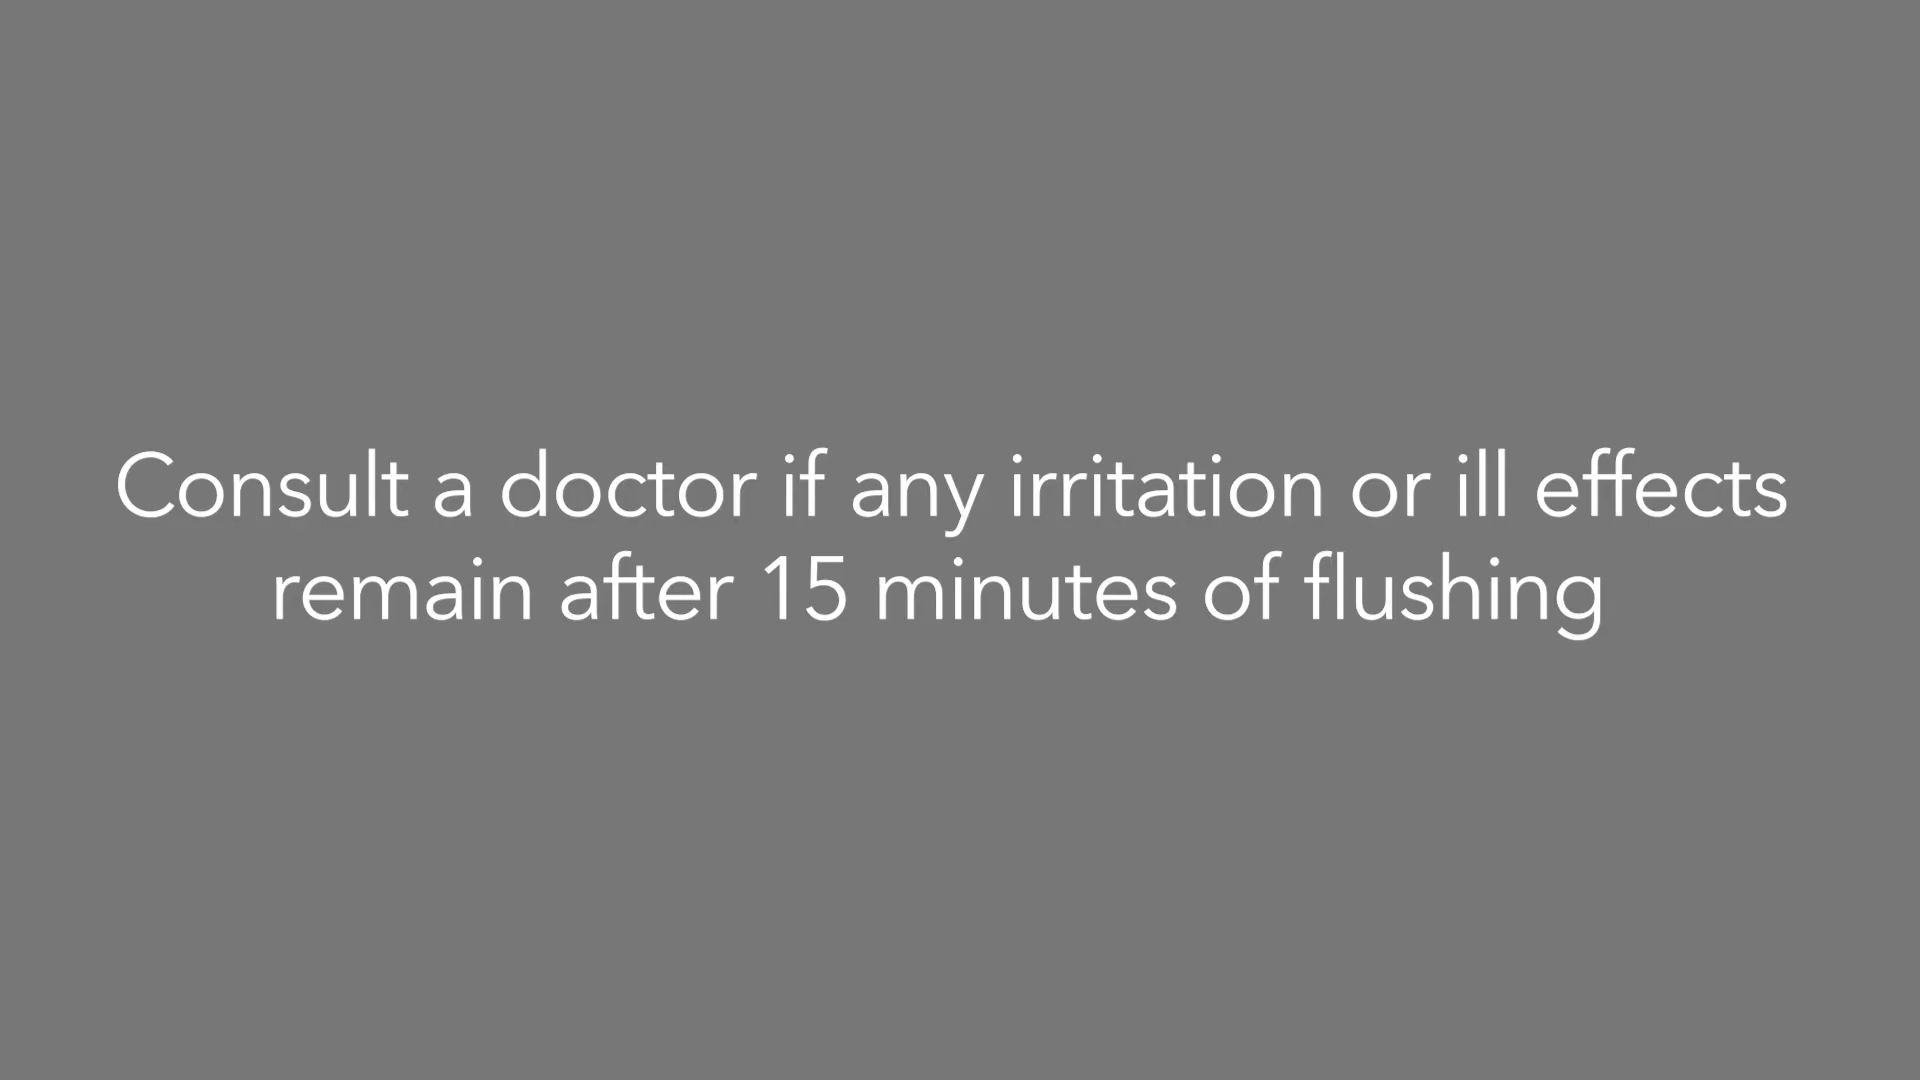 Consult a doctor if any irritation or ill effects
remain after 15 minutes of flushing